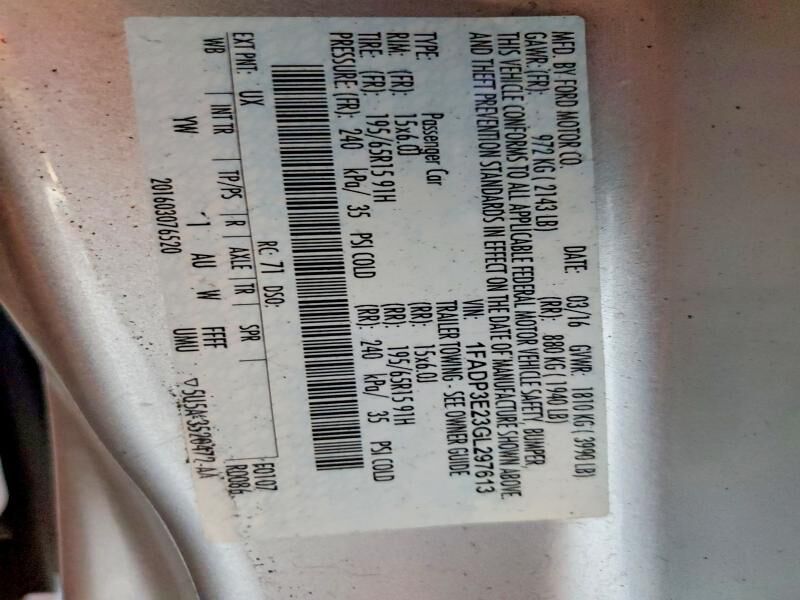 MFD. BY FORD MOTOR CO.
DATE: 03/16 GVWR: 1810 KG ( 3990 LB)
GAWR: (FR): 972 KG ( 2143 LB) (RR): 880 KG ( 1940 LB)
THIS VEHICLE CONFORMS TO ALL APPLICABLE FEDERAL MOTOR VEHICLE SAFETY, BUMPER,
AND THEFT PREVENTION STANDARDS IN EFFECT ON THE DATE OF MANUFACTURE SHOWN ABOVE.
VIN: 1FADP3E23GL297613
TYPE: Passenger Car TRAILER TOWING - SEE OWNER GUIDE
RIM: (FR): 15x6.0J (RR): 15x6.0J
TIRE: (FR): 195/65R15 91H (RR): 195/65R15 91H
PRESSURE (FR): 240 kPa/ 35 PSI COLD (RR): 240 kPa/ 35 PSI COLD
EXT PNT: UX RC: 71 DSO: E0107
WB INT TR TP/PS R AXLE TR SPR R0086
YW 1 AU W FFFF
201603076520 UMU